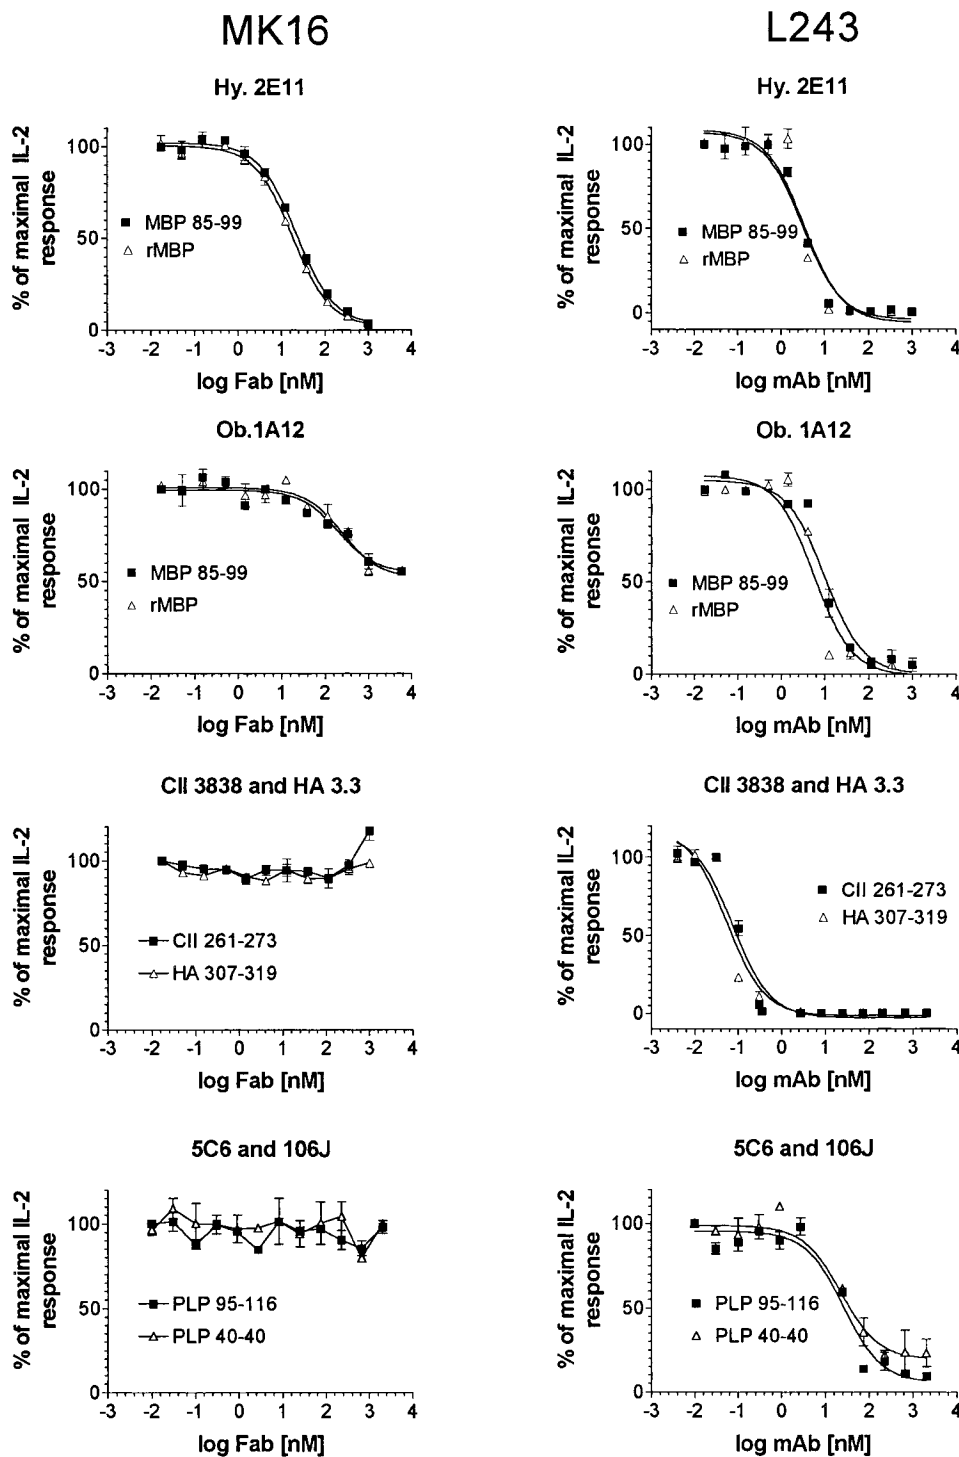 MK16
L243
Hy. 2E11
% of maximal IL-2
response
100
50
0
MBP 85-99
rMBP
-3 -2 -1 0 1 2 3 4
log Fab [nM]
Hy. 2E11
% of maximal IL-2
response
100
50
0
MBP 85-99
rMBP
-3 -2 -1 0 1 2 3 4
log mAb [nM]
Ob.1A12
% of maximal IL-2
response
100
50
0
MBP 85-99
rMBP
-3 -2 -1 0 1 2 3 4
log Fab [nM]
Ob. 1A12
% of maximal IL-2
response
100
50
0
MBP 85-99
rMBP
-3 -2 -1 0 1 2 3 4
log mAb [nM]
CII 3838 and HA 3.3
% of maximal IL-2
response
100
50
0
CII 261-273
HA 307-319
-3 -2 -1 0 1 2 3 4
log Fab [nM]
CII 3838 and HA 3.3
% of maximal IL-2
response
100
50
0
CII 261-273
HA 307-319
-3 -2 -1 0 1 2 3 4
log mAb [nM]
5C6 and 106J
% of maximal IL-2
response
100
50
0
PLP 95-116
PLP 40-40
-3 -2 -1 0 1 2 3 4
log Fab [nM]
5C6 and 106J
% of maximal IL-2
response
100
50
0
PLP 95-116
PLP 40-40
-3 -2 -1 0 1 2 3 4
log mAb [nM]